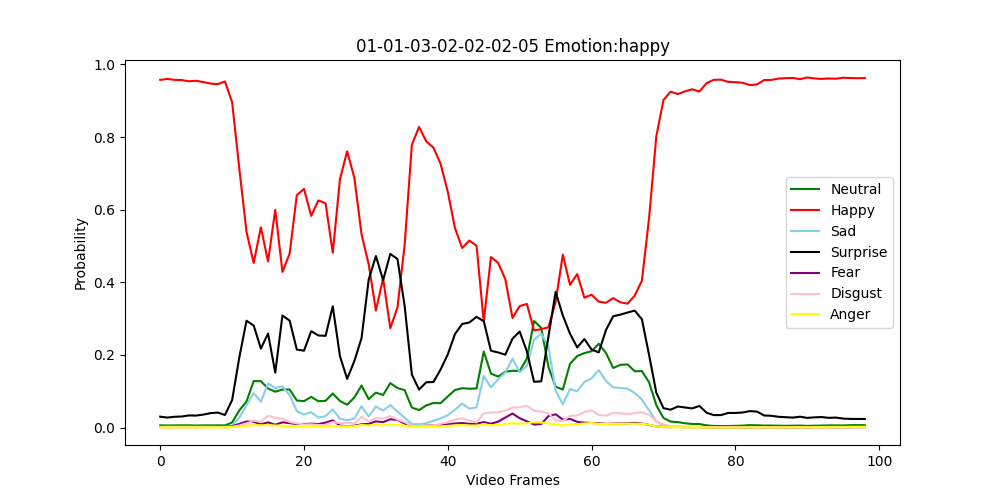 01-01-03-02-02-02-05 Emotion:happy
1.0
0.8
0.6
0.4
0.2
0.0
Probability
0
20
40
60
80
100
Video Frames
Neutral
Happy
Sad
Surprise
Fear
Disgust
Anger